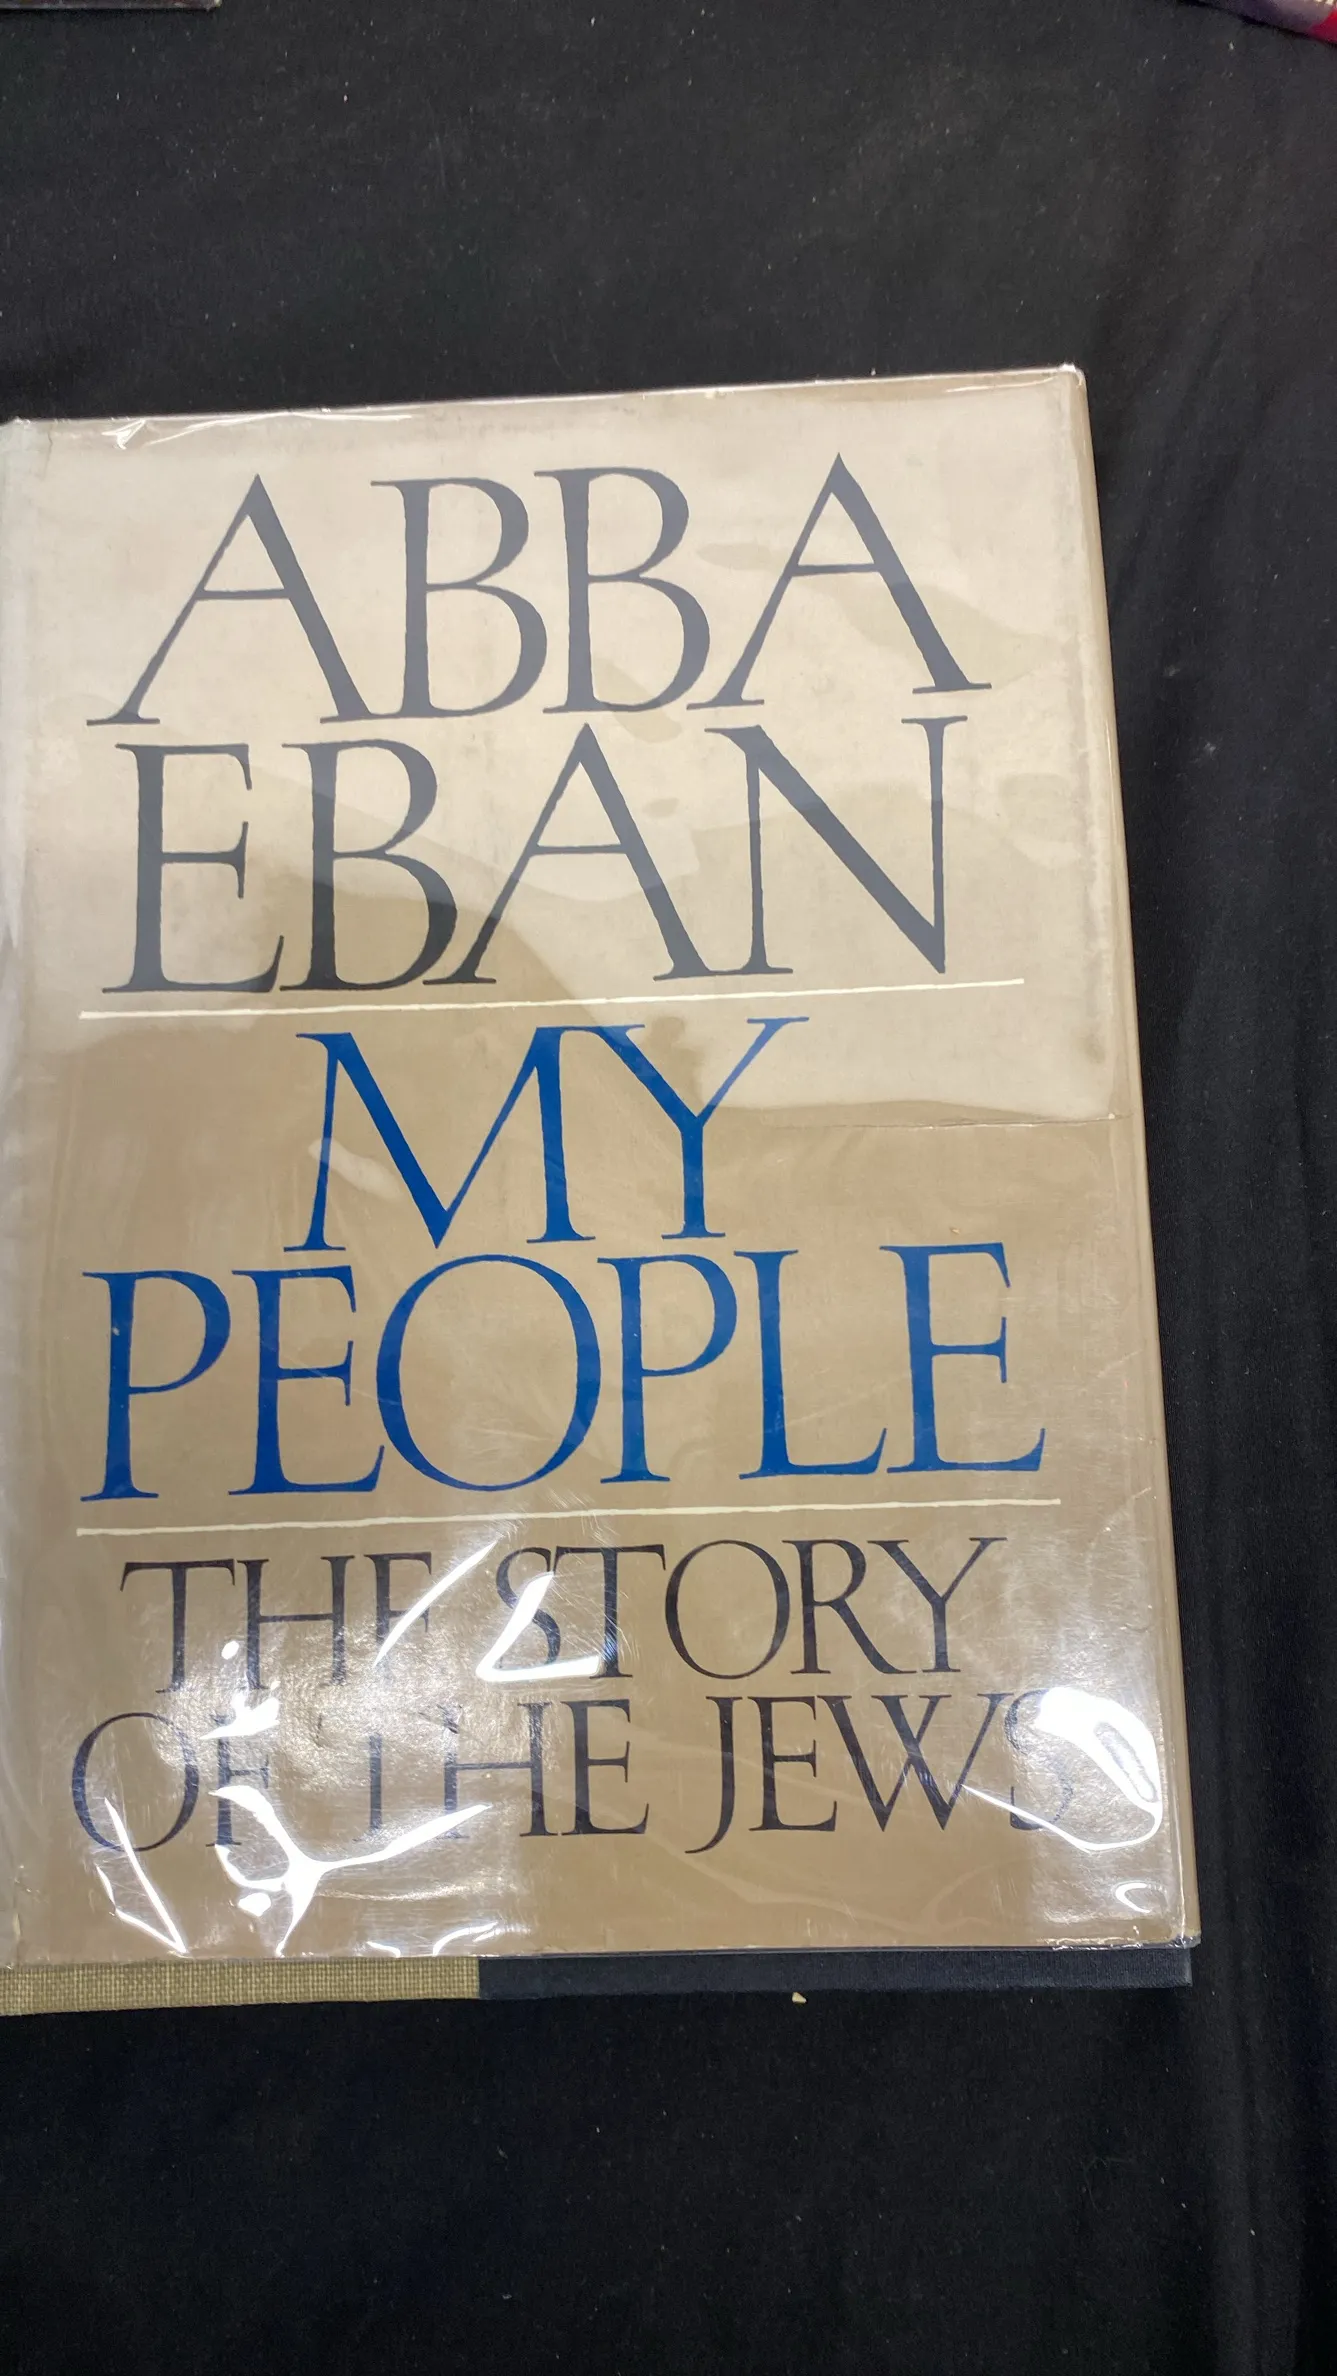 ABBA
EBAN
MY
PEOPLE
THE STORY
OF THE JEWS